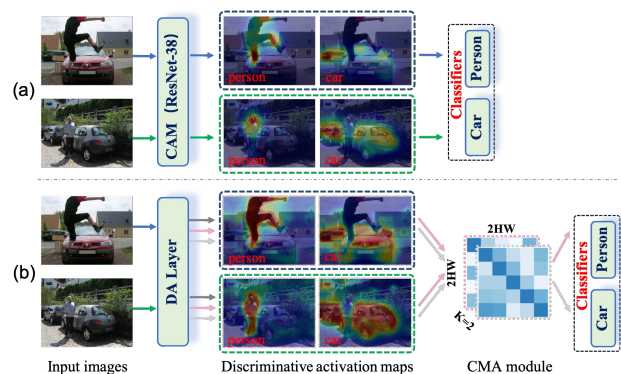 (a)
CAM (ResNet-38)
person
car
person
car
Classifiers
Person
Car
(b)
DA Layer
person
car
person
car
2HW
2HW
K=2
Classifiers
Person
Car
Input images
Discriminative activation maps
CMA module